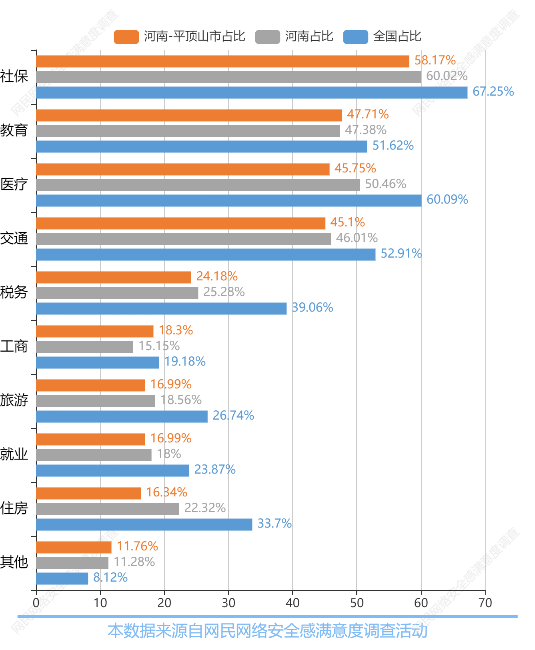 河南-平顶山市占比 河南占比 全国占比
社保 58.17%
60.02%
67.25%
教育 47.71%
47.38%
51.62%
医疗 45.75%
50.46%
60.09%
交通 45.1%
46.01%
52.91%
税务 24.18%
25.28%
39.06%
工商 18.3%
15.15%
19.18%
旅游 16.99%
18.56%
26.74%
就业 16.99%
18%
23.87%
住房 16.34%
22.32%
33.7%
其他 11.76%
11.28%
8.12%
0 10 20 30 40 50 60 70
本数据来源自网民网络安全感满意度调查活动